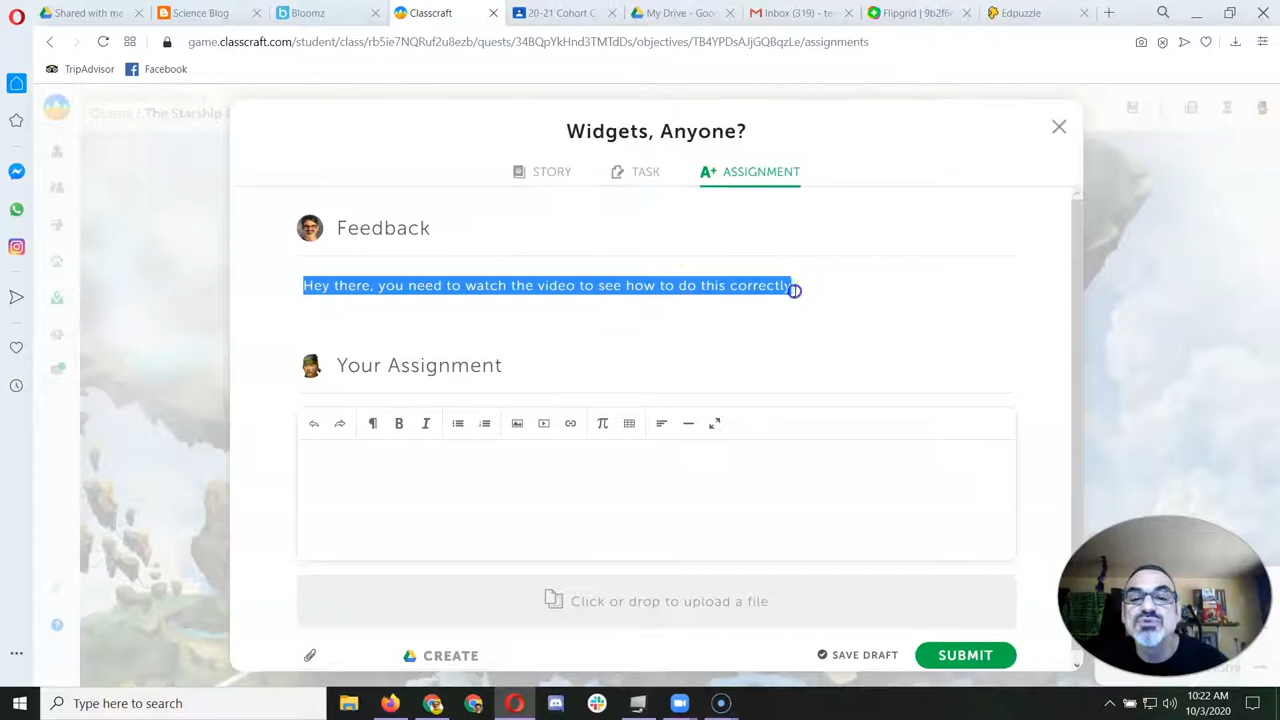 Shared with me
Science Blog
Bloomz
Classcraft
20-21 Cohort C
My Drive - Goo
Inbox (319) - te
Flipgrid | 9b2f6e
Edpuzzle
game.classcraft.com/student/class/rb5ie7NQRuf2u8ezb/quests/34BQpYkHnd3TMTdDs/objectives/TB4YPDsAJjGQBqzLe/assignments
TripAdvisor
Facebook
Quests / The Starship
Widgets, Anyone?
STORY
TASK
A+ ASSIGNMENT
Feedback
Hey there, you need to watch the video to see how to do this correctly
Your Assignment
Click or drop to upload a file
CREATE
SAVE DRAFT
SUBMIT
Type here to search
10:22 AM
10/3/2020